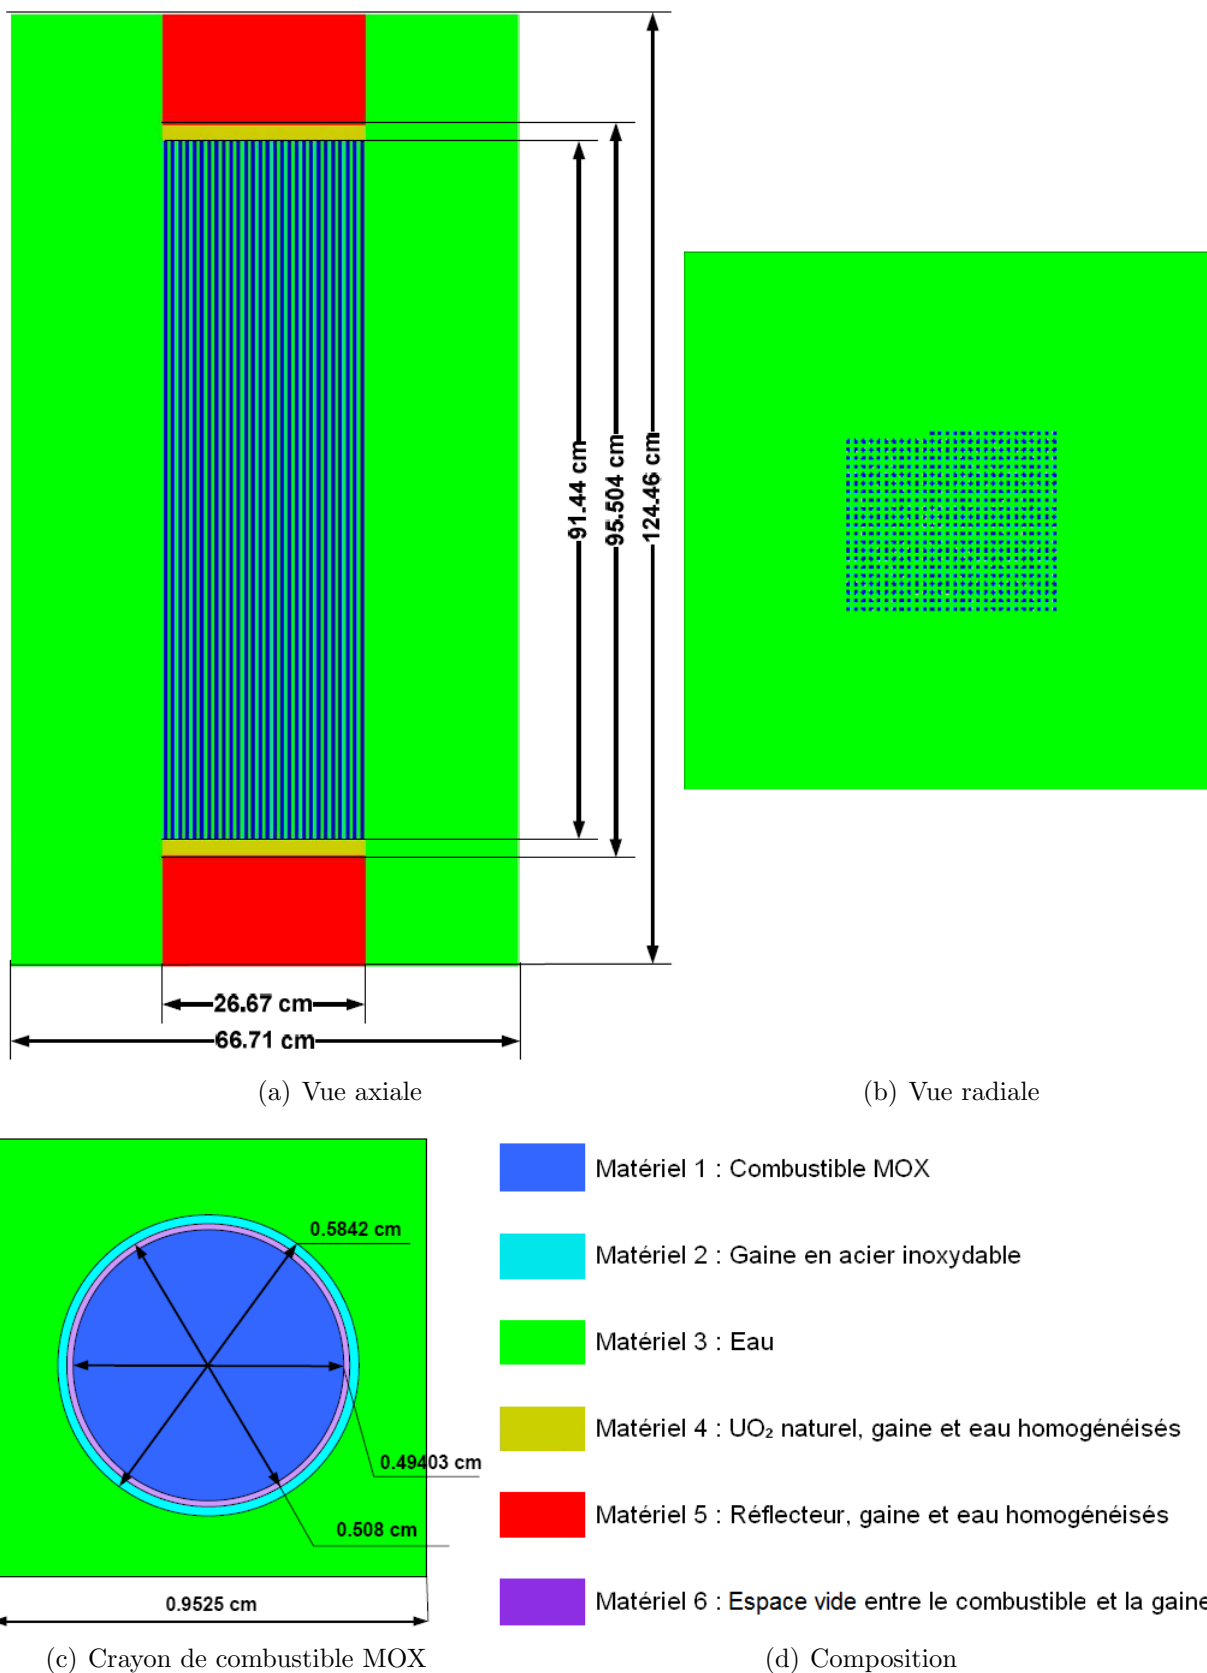 91.44 cm
95.504 cm
124.46 cm
26.67 cm
66.71 cm
(a) Vue axiale
(b) Vue radiale
0.5842 cm
0.49403 cm
0.508 cm
0.9525 cm
(c) Crayon de combustible MOX
Matériel 1 : Combustible MOX
Matériel 2 : Gaine en acier inoxydable
Matériel 3 : Eau
Matériel 4 : UO₂ naturel, gaine et eau homogénéisés
Matériel 5 : Réflecteur, gaine et eau homogénéisés
Matériel 6 : Espace vide entre le combustible et la gaine
(d) Composition